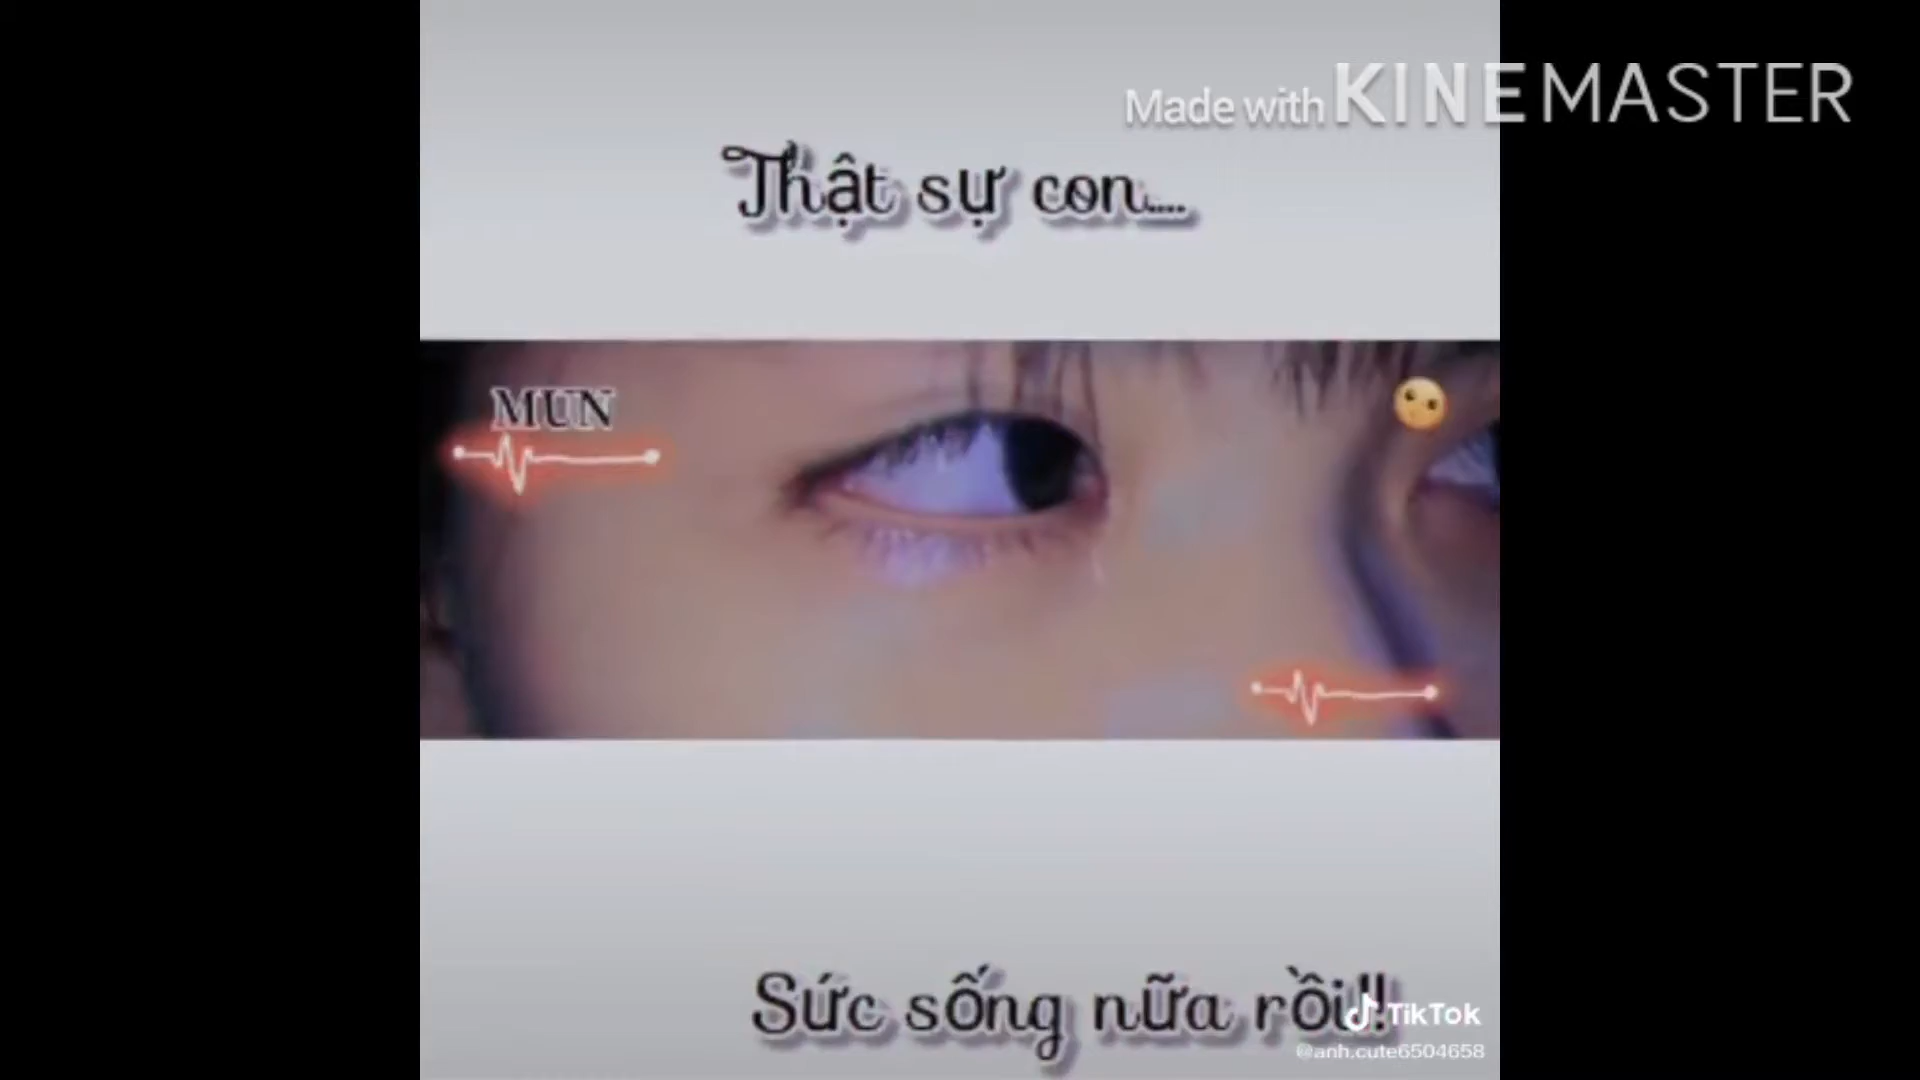 Made with KINEMASTER
Thật sự con....
MUN
Sức sống nữa rồi!!
TikTok
@anh.cute6504658